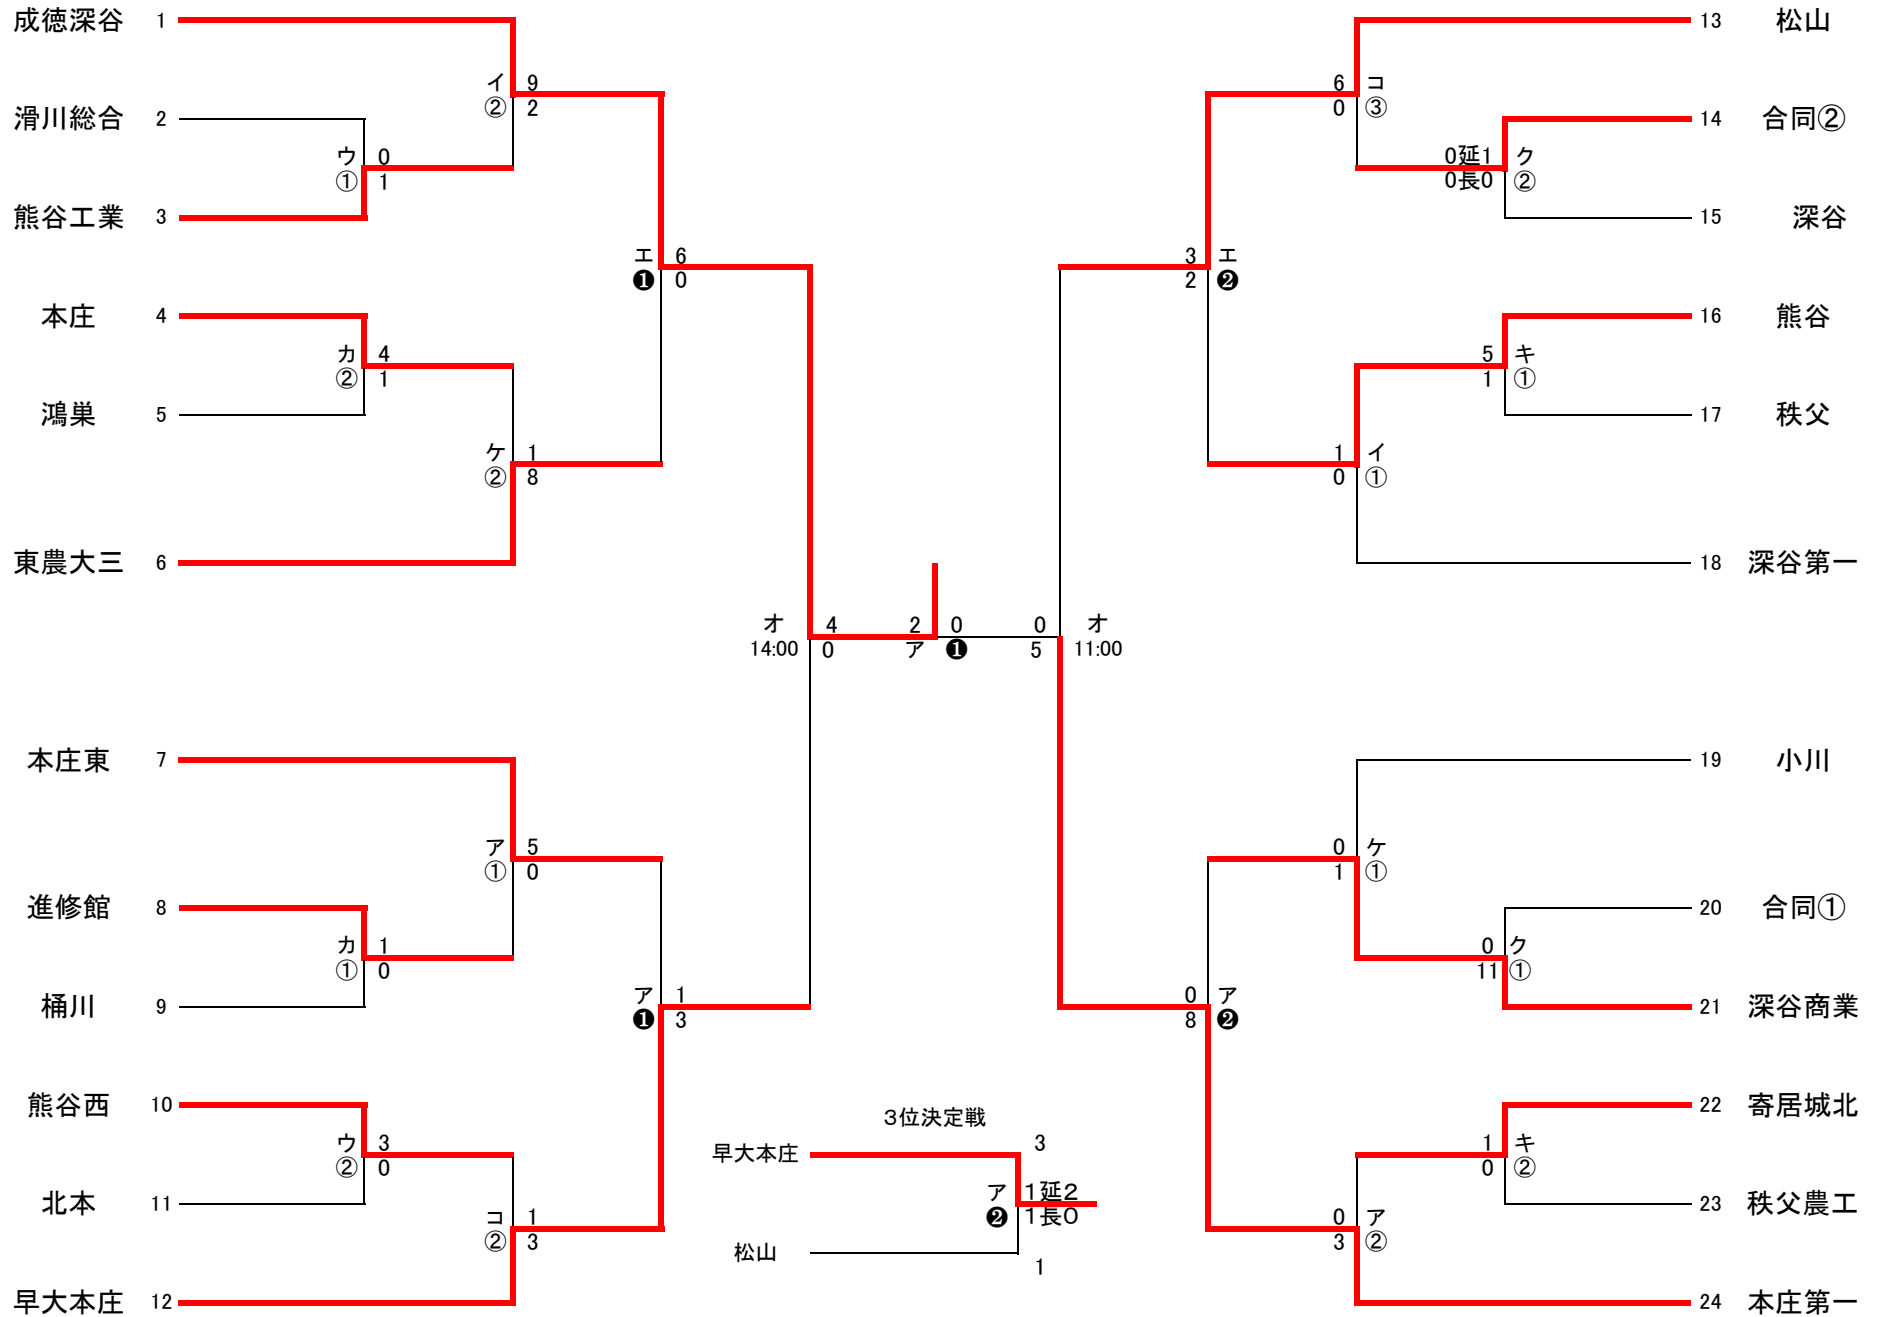 成徳深谷 1
イ 9
② 2
滑川総合 2
ウ 0
① 1
熊谷工業 3
エ 6
❶ 0
本庄 4
カ 4
② 1
鴻巣 5
ケ 1
② 8
東農大三 6
オ 4
14:00 0
2 0
ア ❶
本庄東 7
ア 5
① 0
進修館 8
カ 1
① 0
桶川 9
ア 1
❶ 3
熊谷西 10
ウ 3
② 0
北本 11
コ 1
② 3
早大本庄 12
3位決定戦
早大本庄 3
ア 1延2
❷ 1長0
松山 1
13 松山
6 コ
0 ③
14 合同②
0延1 ク
0長0 ②
15 深谷
3 エ
2 ❷
16 熊谷
5 キ
1 ①
17 秩父
1 イ
0 ①
18 深谷第一
0 オ
5 11:00
19 小川
0 ケ
1 ①
20 合同①
0 ク
11 ①
21 深谷商業
0 ア
8 ❷
22 寄居城北
1 キ
0 ②
23 秩父農工
0 ア
3 ②
24 本庄第一